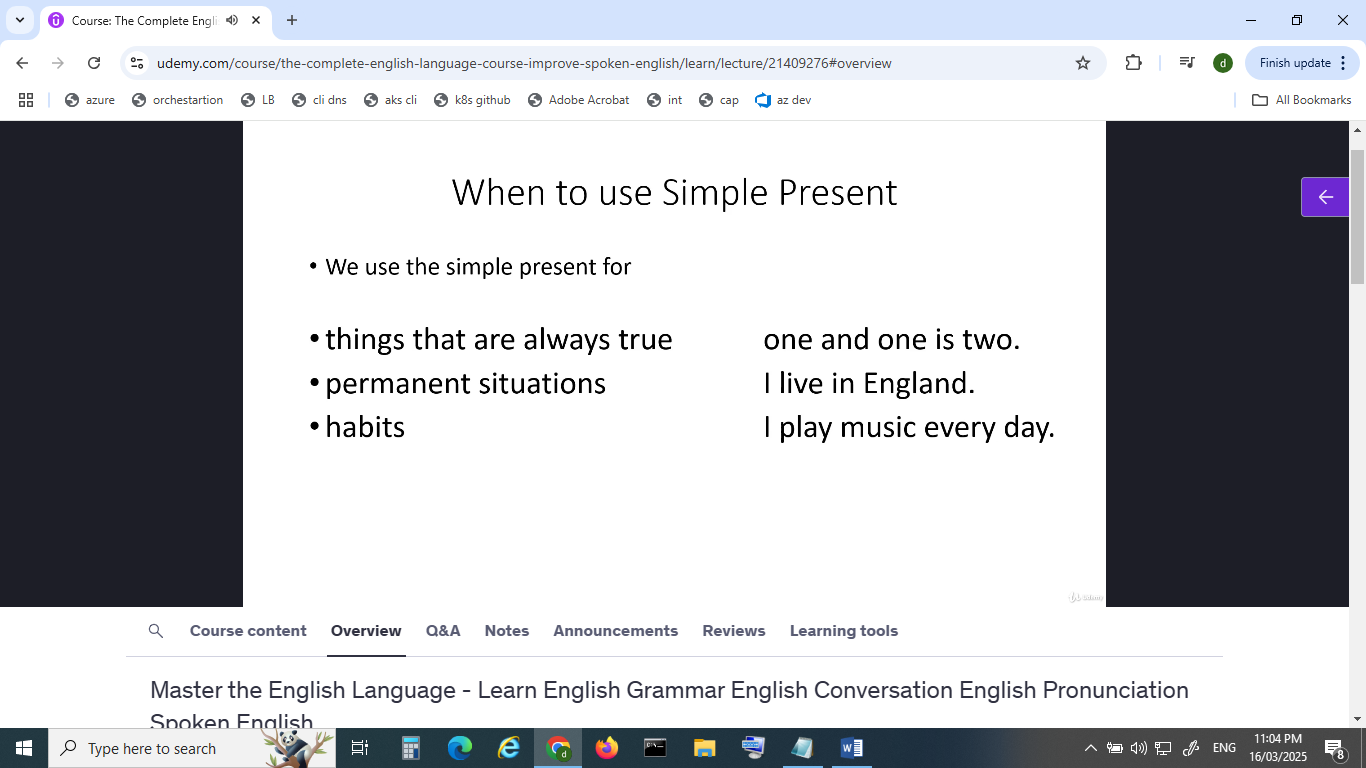 Course: The Complete Engli
udemy.com/course/the-complete-english-language-course-improve-spoken-english/learn/lecture/21409276#overview
d
Finish update
azure
orchestartion
LB
cli dns
aks cli
k8s github
Adobe Acrobat
int
cap
az dev
All Bookmarks
When to use Simple Present
• We use the simple present for
• things that are always true one and one is two.
• permanent situations I live in England.
• habits I play music every day.
Udemy
Course content Overview Q&A Notes Announcements Reviews Learning tools
Master the English Language - Learn English Grammar English Conversation English Pronunciation
Spoken English
Type here to search
ENG
11:04 PM
16/03/2025
8